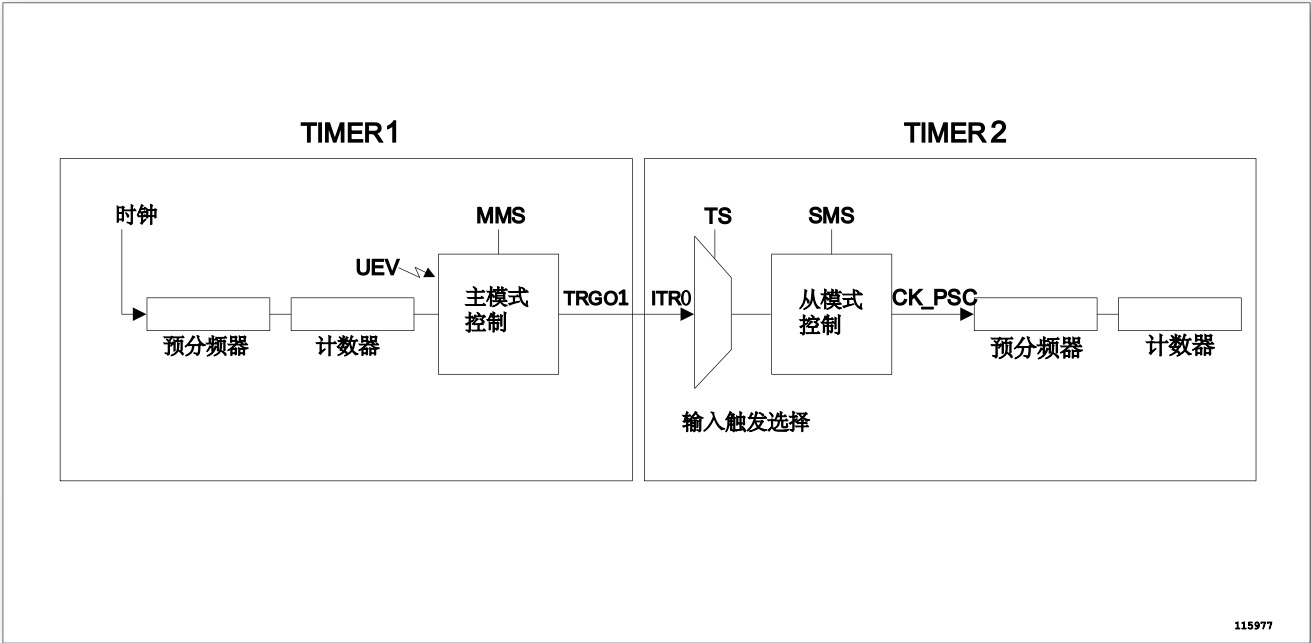 TIMER1
TIMER2
时钟
MMS
TS
SMS
UEV
主模式
控制
TRGO1
ITR0
从模式
控制
CK_PSC
预分频器
计数器
预分频器
计数器
输入触发选择
115977